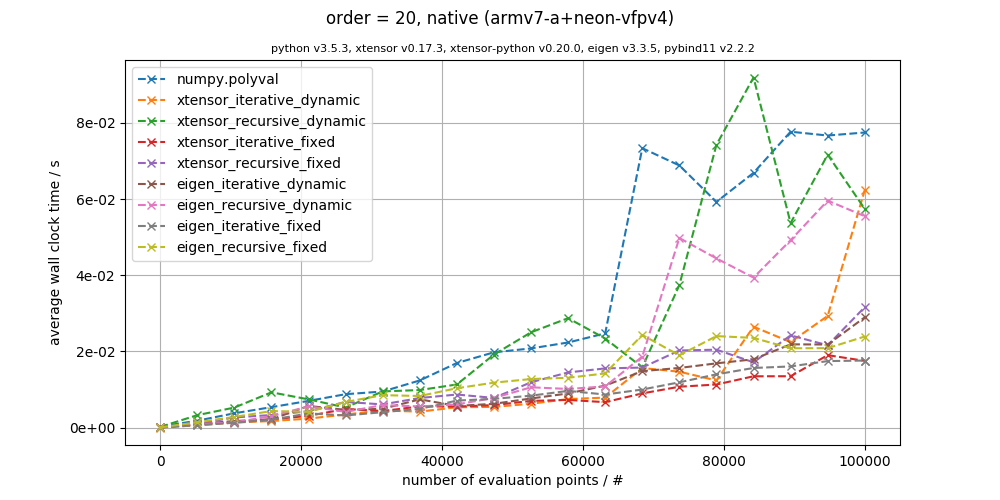 order = 20, native (armv7-a+neon-vfpv4)
python v3.5.3, xtensor v0.17.3, xtensor-python v0.20.0, eigen v3.3.5, pybind11 v2.2.2
numpy.polyval
xtensor_iterative_dynamic
xtensor_recursive_dynamic
xtensor_iterative_fixed
xtensor_recursive_fixed
eigen_iterative_dynamic
eigen_recursive_dynamic
eigen_iterative_fixed
eigen_recursive_fixed
average wall clock time / s
8e-02
6e-02
4e-02
2e-02
0e+00
0 20000 40000 60000 80000 100000
number of evaluation points / #